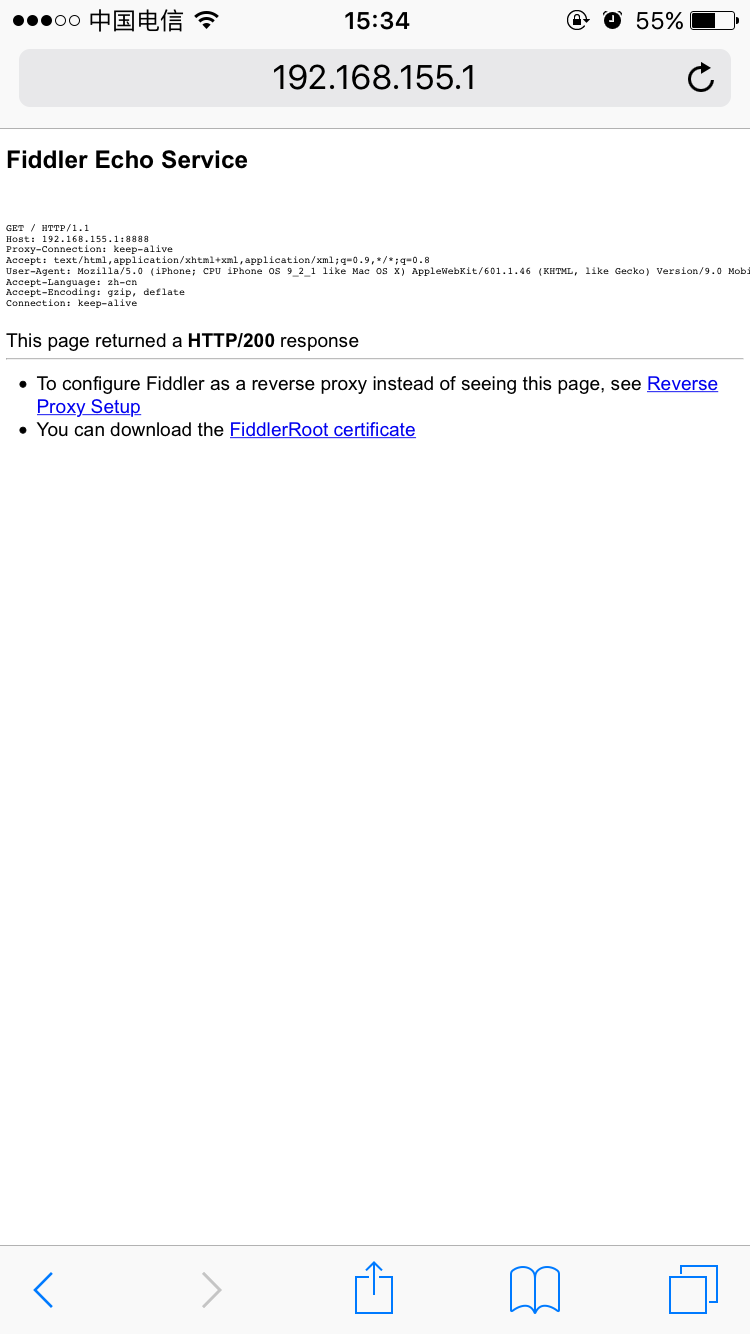 中国电信 15:34 55%
192.168.155.1
Fiddler Echo Service
GET / HTTP/1.1
Host: 192.168.155.1:8888
Proxy-Connection: keep-alive
Accept: text/html,application/xhtml+xml,application/xml;q=0.9,*/*;q=0.8
User-Agent: Mozilla/5.0 (iPhone; CPU iPhone OS 9_2_1 like Mac OS X) AppleWebKit/601.1.46 (KHTML, like Gecko) Version/9.0 Mobi
Accept-Language: zh-cn
Accept-Encoding: gzip, deflate
Connection: keep-alive
This page returned a HTTP/200 response
• To configure Fiddler as a reverse proxy instead of seeing this page, see Reverse
Proxy Setup
• You can download the FiddlerRoot certificate